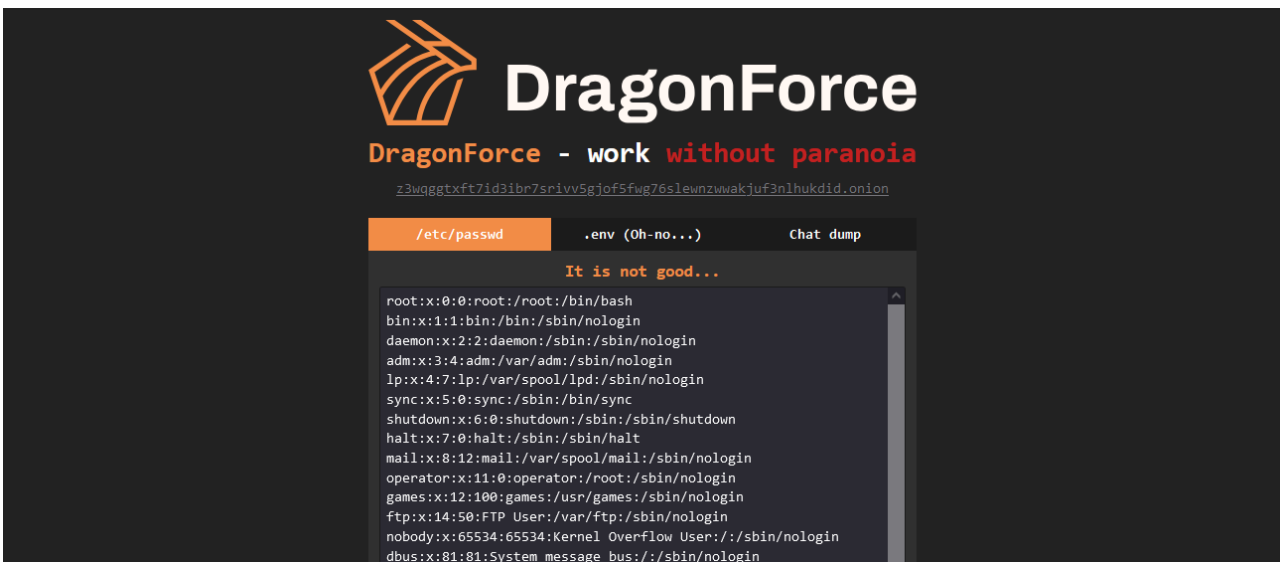 DragonForce
DragonForce - work without paranoia
z3wqggtxft7id3ibr7srivv5gjof5fwg76slewnzwwakjuf3nlhukdid.onion
/etc/passwd .env (Oh-no...) Chat dump
It is not good...
root:x:0:0:root:/root:/bin/bash
bin:x:1:1:bin:/bin:/sbin/nologin
daemon:x:2:2:daemon:/sbin:/sbin/nologin
adm:x:3:4:adm:/var/adm:/sbin/nologin
lp:x:4:7:lp:/var/spool/lpd:/sbin/nologin
sync:x:5:0:sync:/sbin:/bin/sync
shutdown:x:6:0:shutdown:/sbin:/sbin/shutdown
halt:x:7:0:halt:/sbin:/sbin/halt
mail:x:8:12:mail:/var/spool/mail:/sbin/nologin
operator:x:11:0:operator:/root:/sbin/nologin
games:x:12:100:games:/usr/games:/sbin/nologin
ftp:x:14:50:FTP User:/var/ftp:/sbin/nologin
nobody:x:65534:65534:Kernel Overflow User:/:/sbin/nologin
dbus:x:81:81:System message bus:/:/sbin/nologin